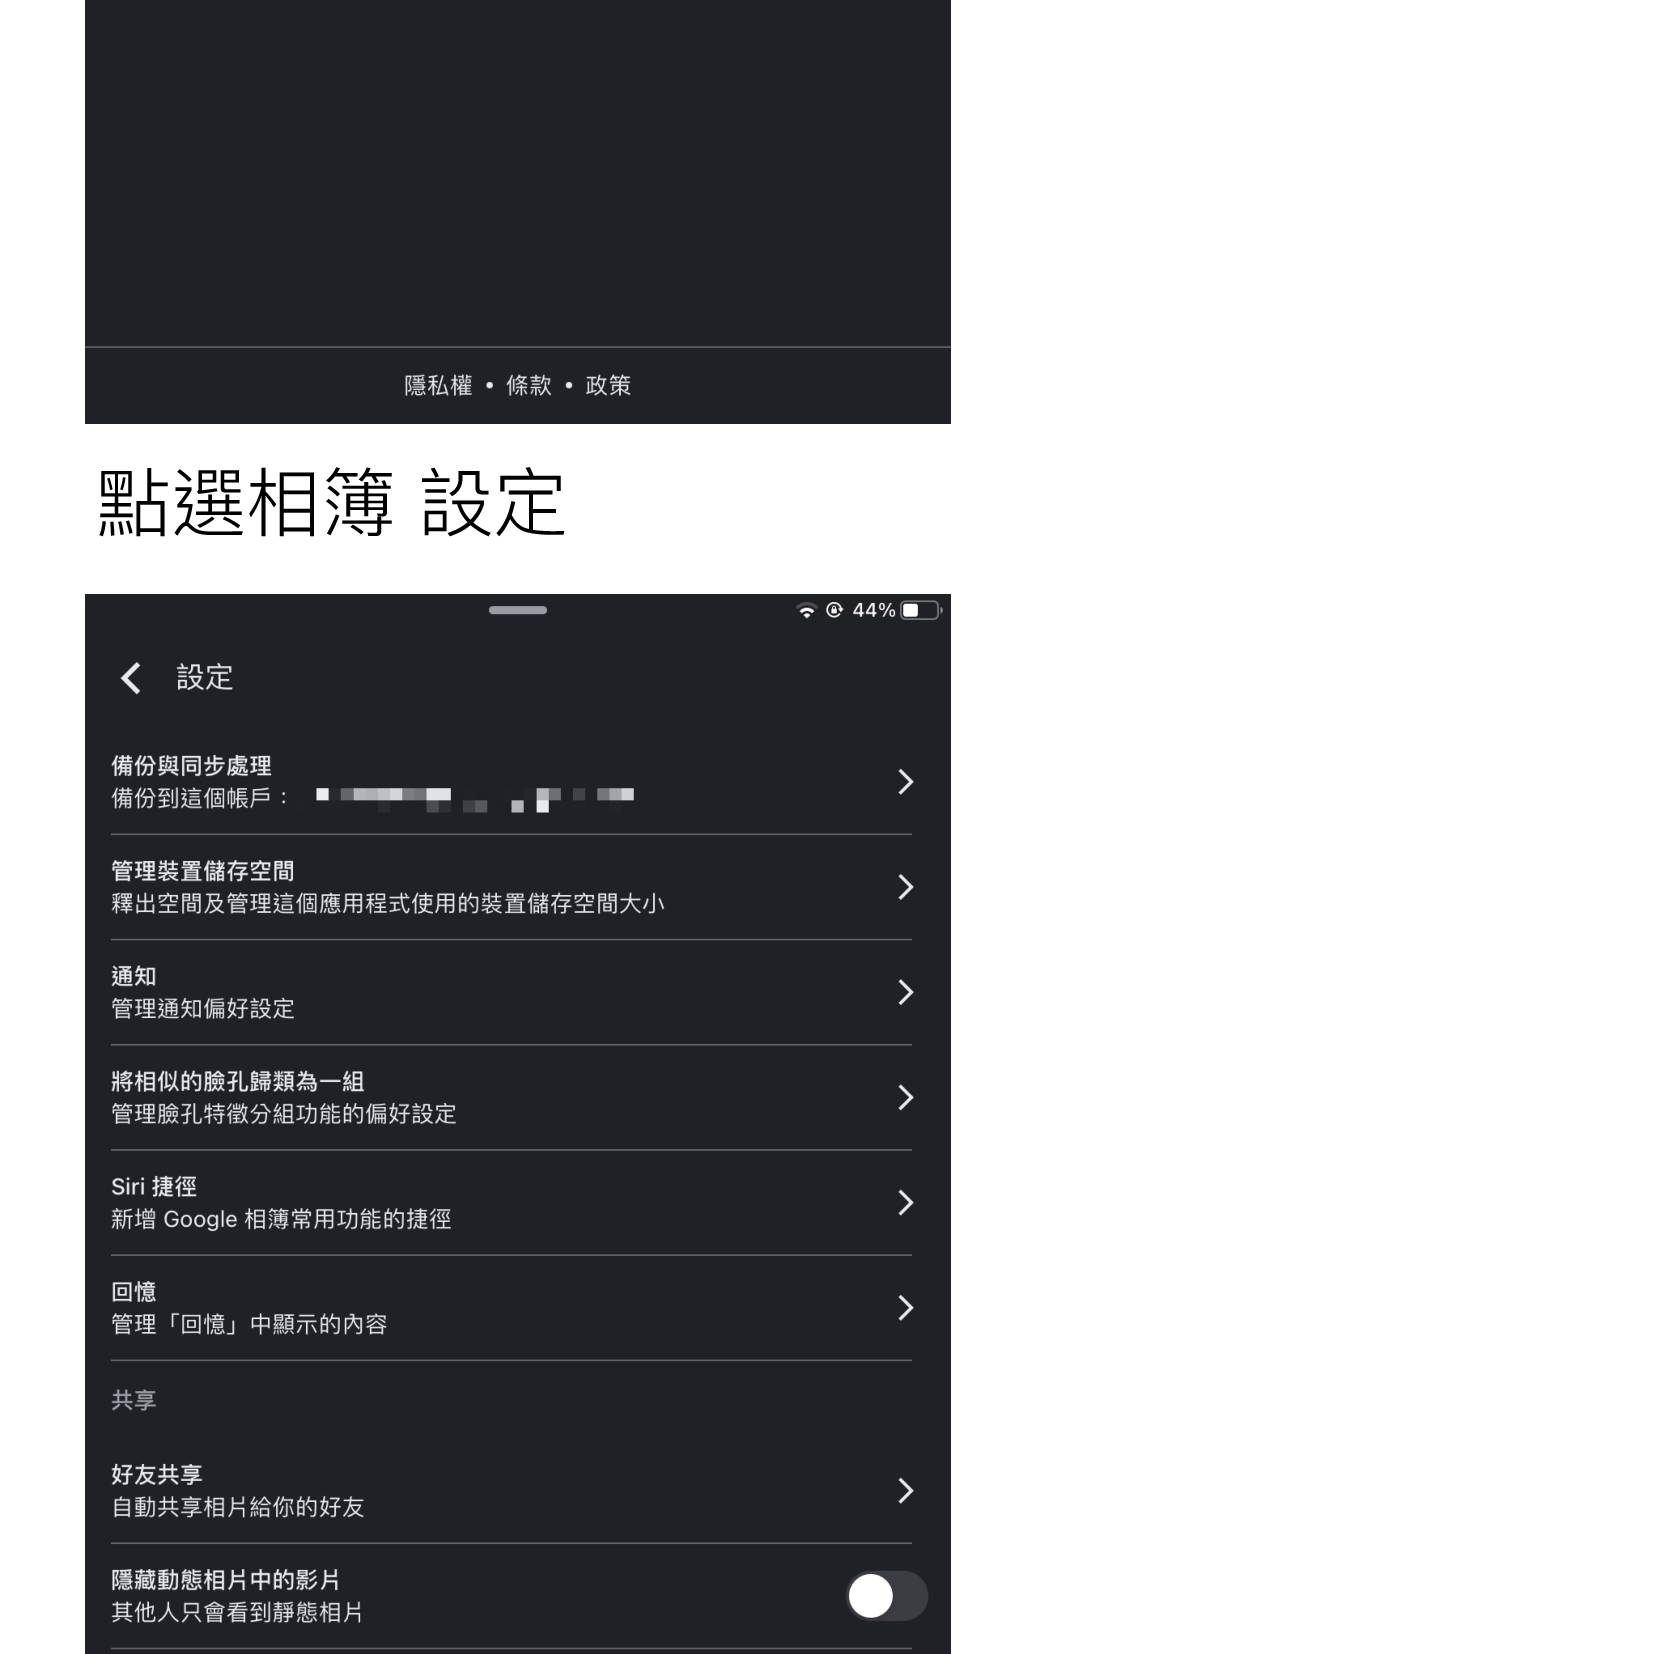 隱私權 • 條款 • 政策
點選相簿 設定
44%
設定
備份與同步處理
備份到這個帳戶：
管理裝置儲存空間
釋出空間及管理這個應用程式使用的裝置儲存空間大小
通知
管理通知偏好設定
將相似的臉孔歸類為一組
管理臉孔特徵分組功能的偏好設定
Siri 捷徑
新增 Google 相簿常用功能的捷徑
回憶
管理「回憶」中顯示的內容
共享
好友共享
自動共享相片給你的好友
隱藏動態相片中的影片
其他人只會看到靜態相片